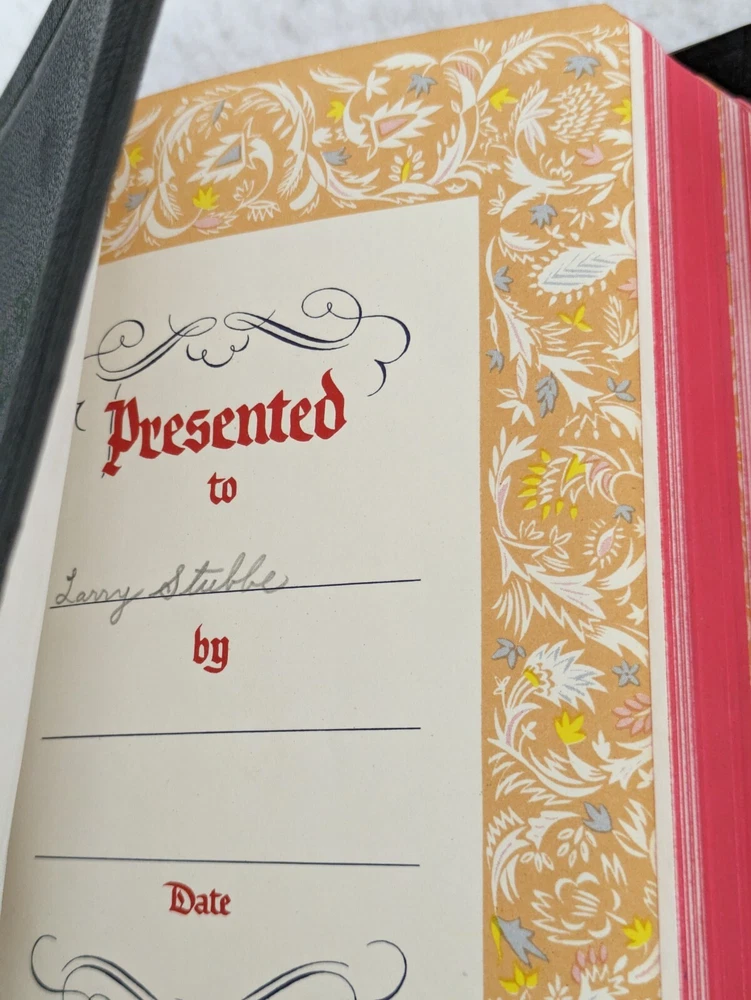 Presented
to
Larry Stubbe
by
Date